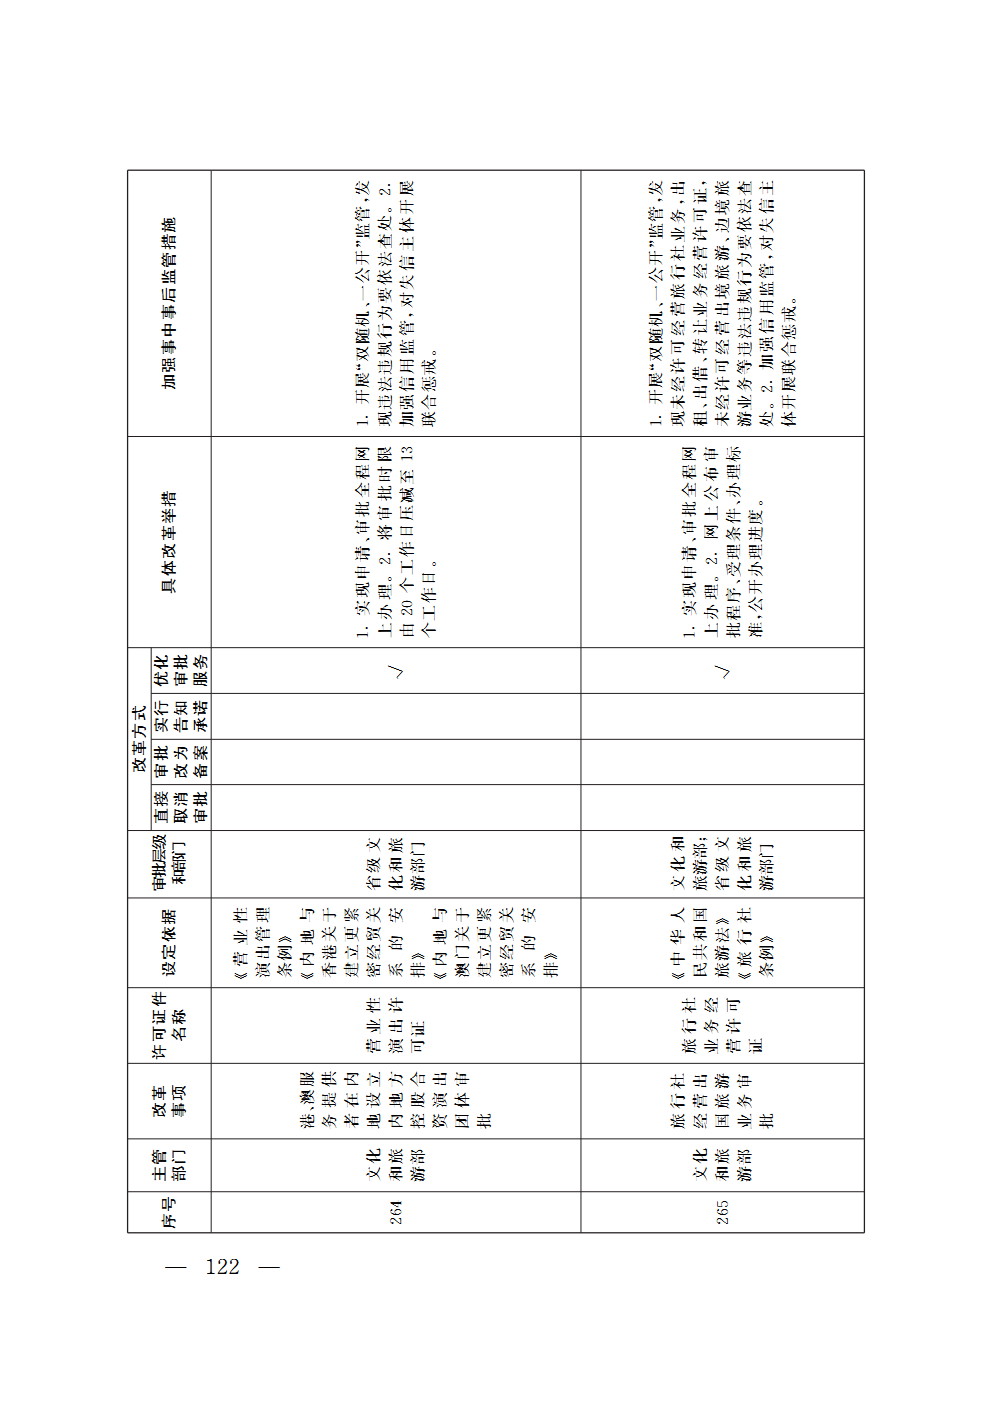 序号
主管
部门
改革
事项
许可证件
名称
设定依据
审批层级
和部门
改革方式
直接
取消
审批
审批
改为
备案
实行
告知
承诺
优化
审批
服务
具体改革举措
加强事中事后监管措施
264
文化
和旅
游部
港、澳服
务提供
者在内
地设立
内地方
控股合
资演出
团体审
批
营业性
演出许
可证
《营业性
演出管理
条例》
《内地与
香港关于
建立更紧
密经贸关
系的安
排》
《内地与
澳门关于
建立更紧
密经贸关
系的安
排》
省级文
化和旅
游部门
√
1. 实现申请、审批全程网
上办理。2. 将审批时限
由 20 个工作日压减至 13
个工作日。
1. 开展“双随机、一公开”监管,发
现违法违规行为要依法查处。2.
加强信用监管,对失信主体开展
联合惩戒。
265
文化
和旅
游部
旅行社
经营出
国旅游
业务审
批
旅行社
业务经
营许可
证
《中华人
民共和国
旅游法》
《旅行社
条例》
文化和
旅游部;
省级文
化和旅
游部门
√
1. 实现申请、审批全程网
上办理。2. 网上公布审
批程序、受理条件、办理标
准,公开办理进度。
1. 开展“双随机、一公开”监管,发
现未经许可经营旅行社业务,出
租、出借、转让业务经营许可证,
未经许可经营出境旅游、边境旅
游业务等违法违规行为要依法查
处。2. 加强信用监管,对失信主
体开展联合惩戒。
— 122 —